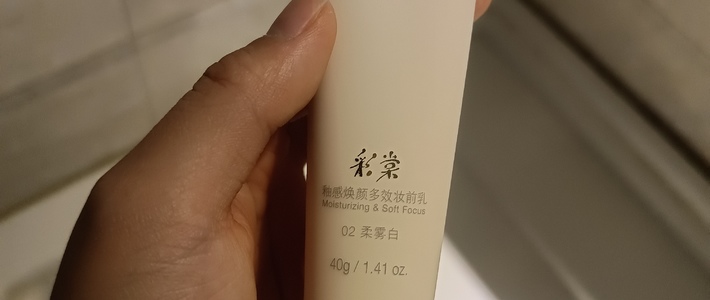 彩棠
釉感焕颜多效妆前乳
Moisturizing & Soft Focus
02 柔雾白
40g / 1.41 oz.